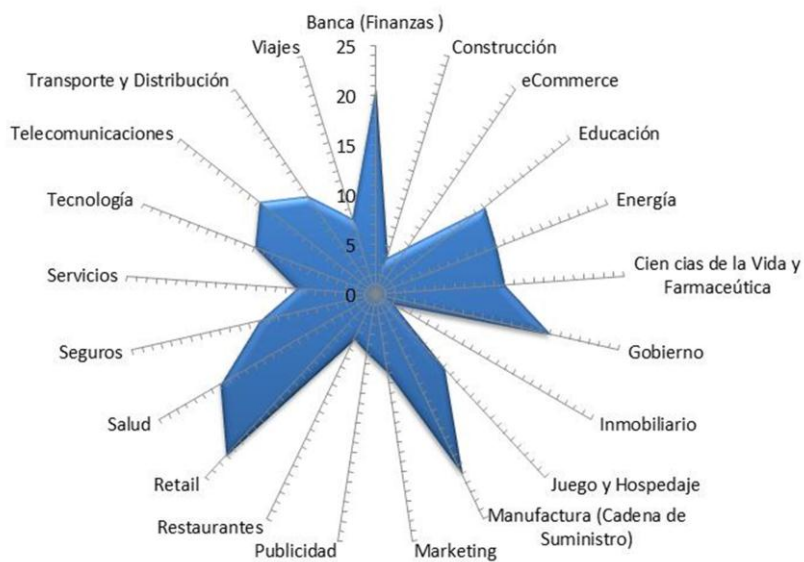 Banca (Finanzas )
25
Viajes
Construcción
Transporte y Distribución
eCommerce
20
Telecomunicaciones
Educación
15
Tecnología
Energía
10
5
Servicios
Cien cias de la Vida y
Farmaceútica
0
Seguros
Gobierno
Salud
Inmobiliario
Retail
Juego y Hospedaje
Restaurantes
Manufactura (Cadena de
Suministro)
Publicidad
Marketing